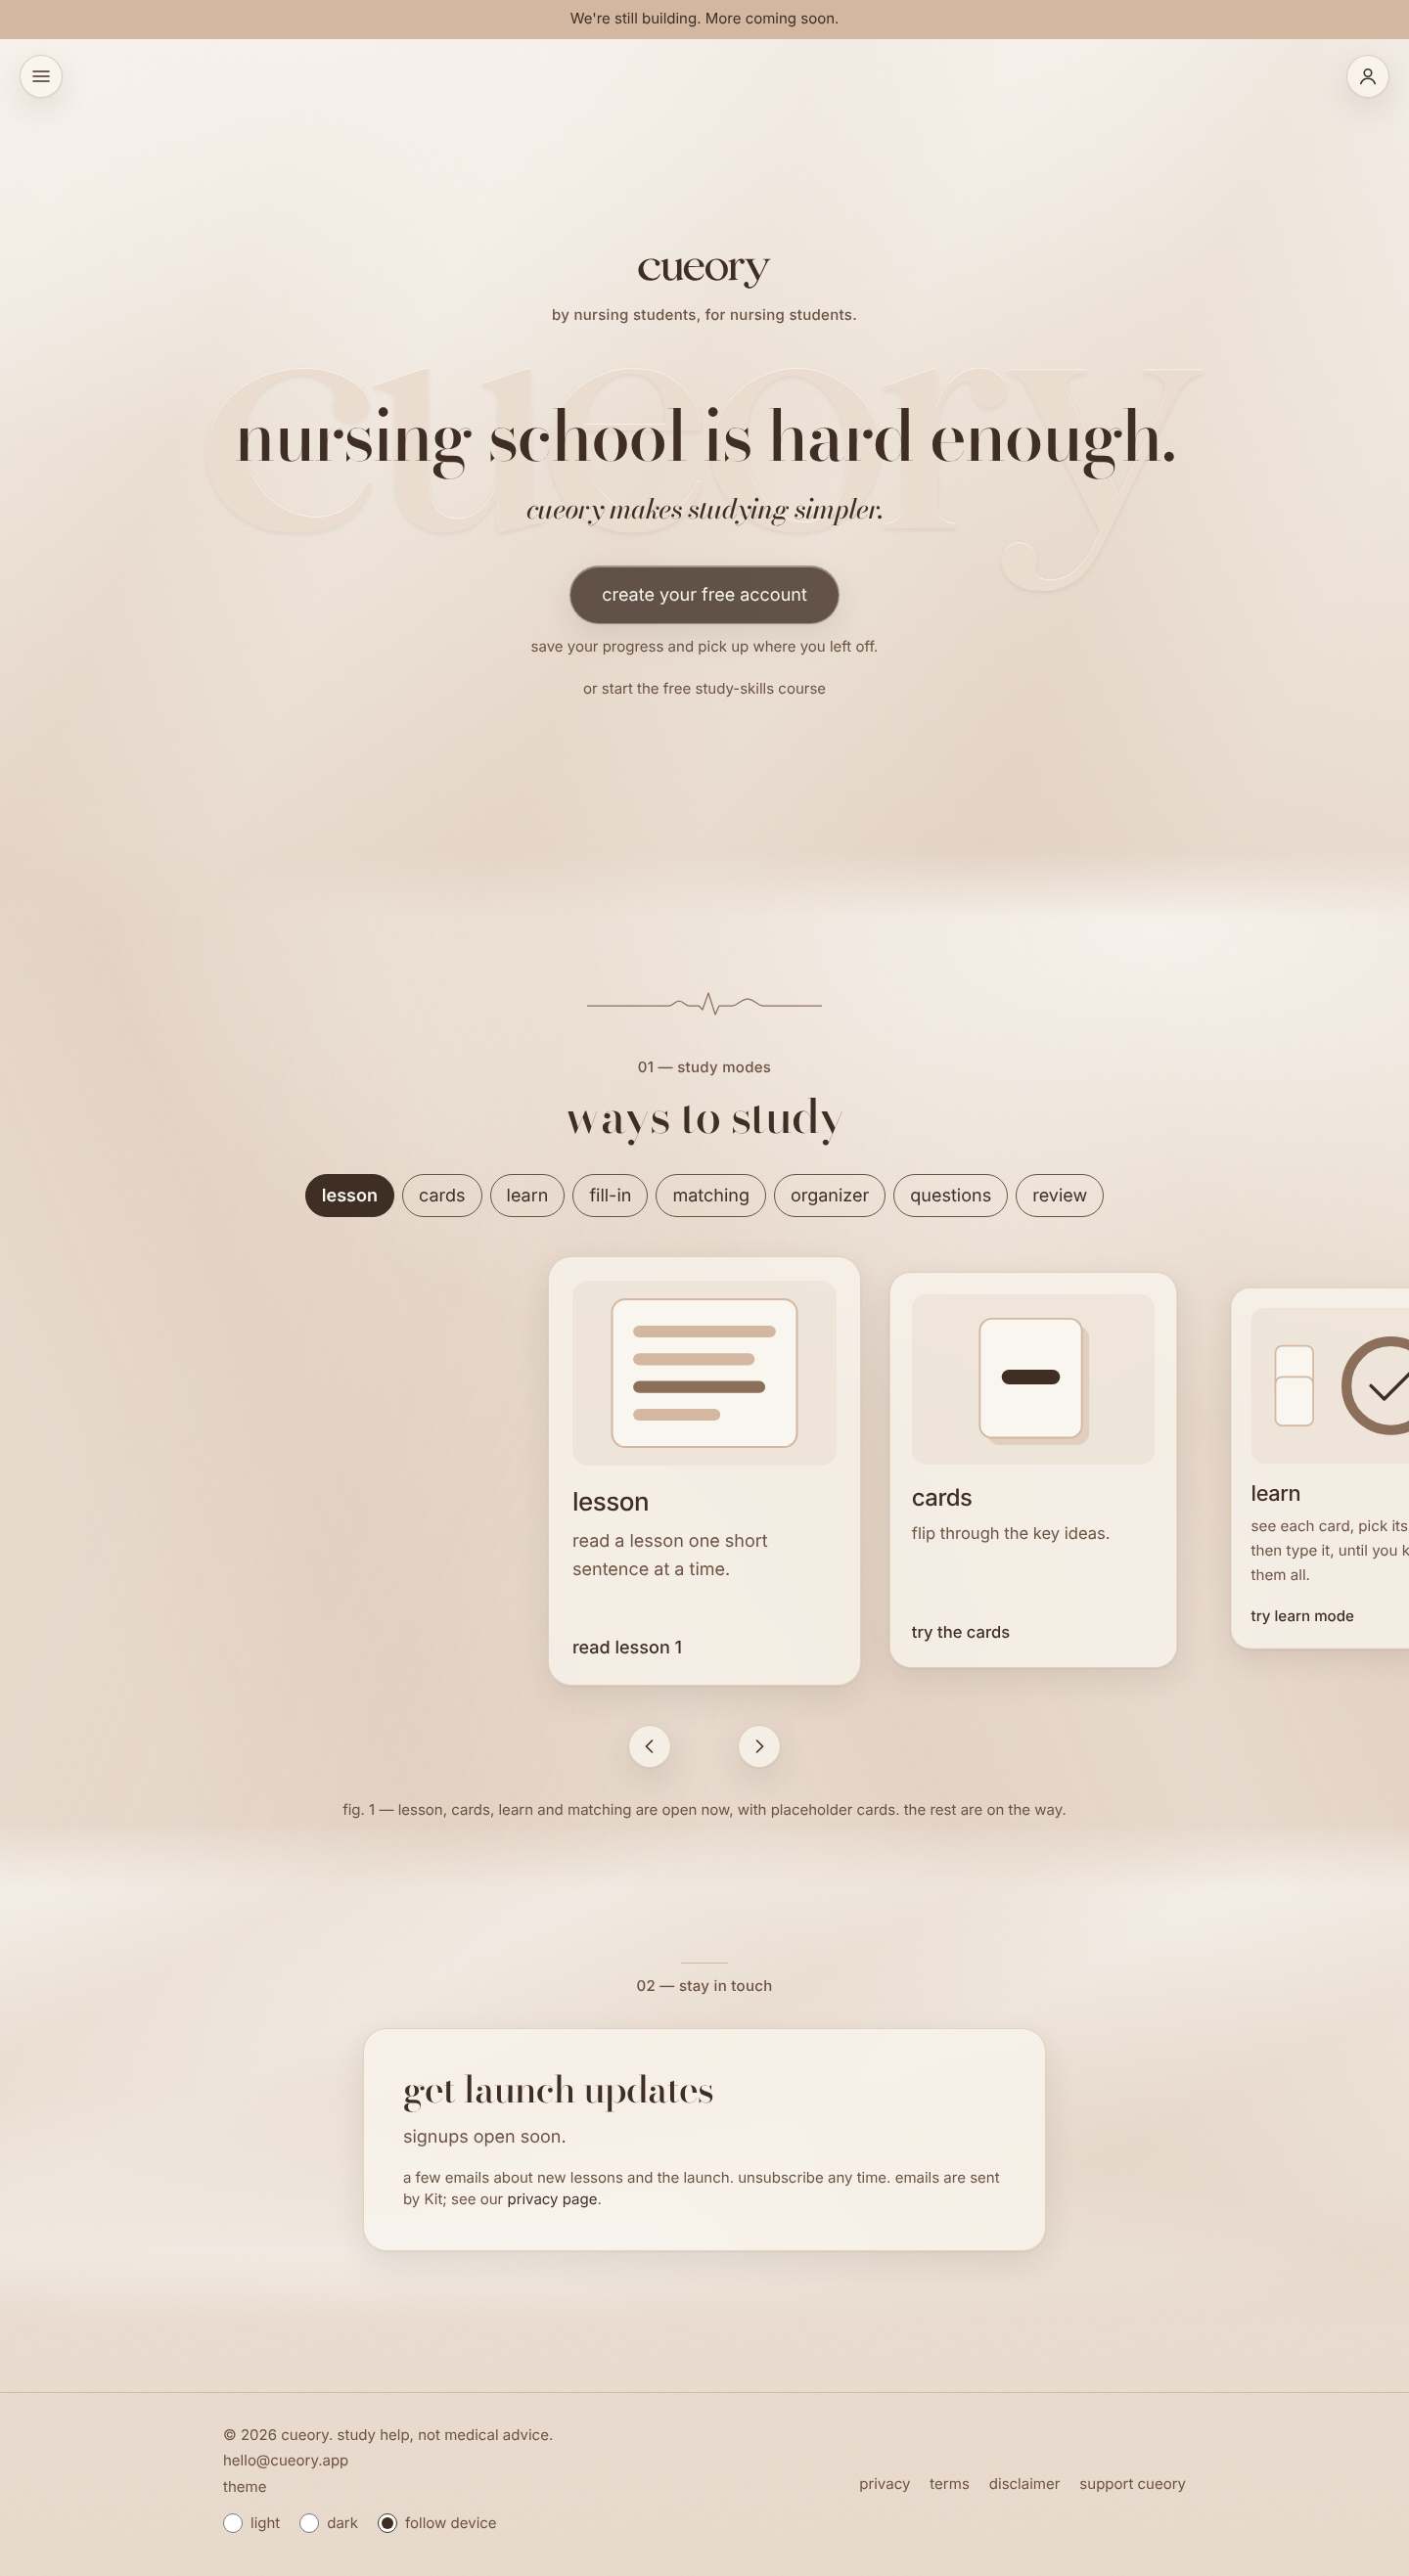 We're still building. More coming soon.
cueory
by nursing students, for nursing students.
cueory
nursing school is hard enough.
cueory makes studying simpler.
create your free account
save your progress and pick up where you left off.
or start the free study-skills course
01 — study modes
ways to study
lesson cards learn fill-in matching organizer questions review
lesson
read a lesson one short
sentence at a time.
read lesson 1
cards
flip through the key ideas.
try the cards
learn
see each card, pick its
then type it, until you
them all.
try learn mode
fig. 1 — lesson, cards, learn and matching are open now, with placeholder cards. the rest are on the way.
02 — stay in touch
get launch updates
signups open soon.
a few emails about new lessons and the launch. unsubscribe any time. emails are sent
by Kit; see our privacy page.
© 2026 cueory. study help, not medical advice.
hello@cueory.app
theme
light dark follow device
privacy terms disclaimer support cueory